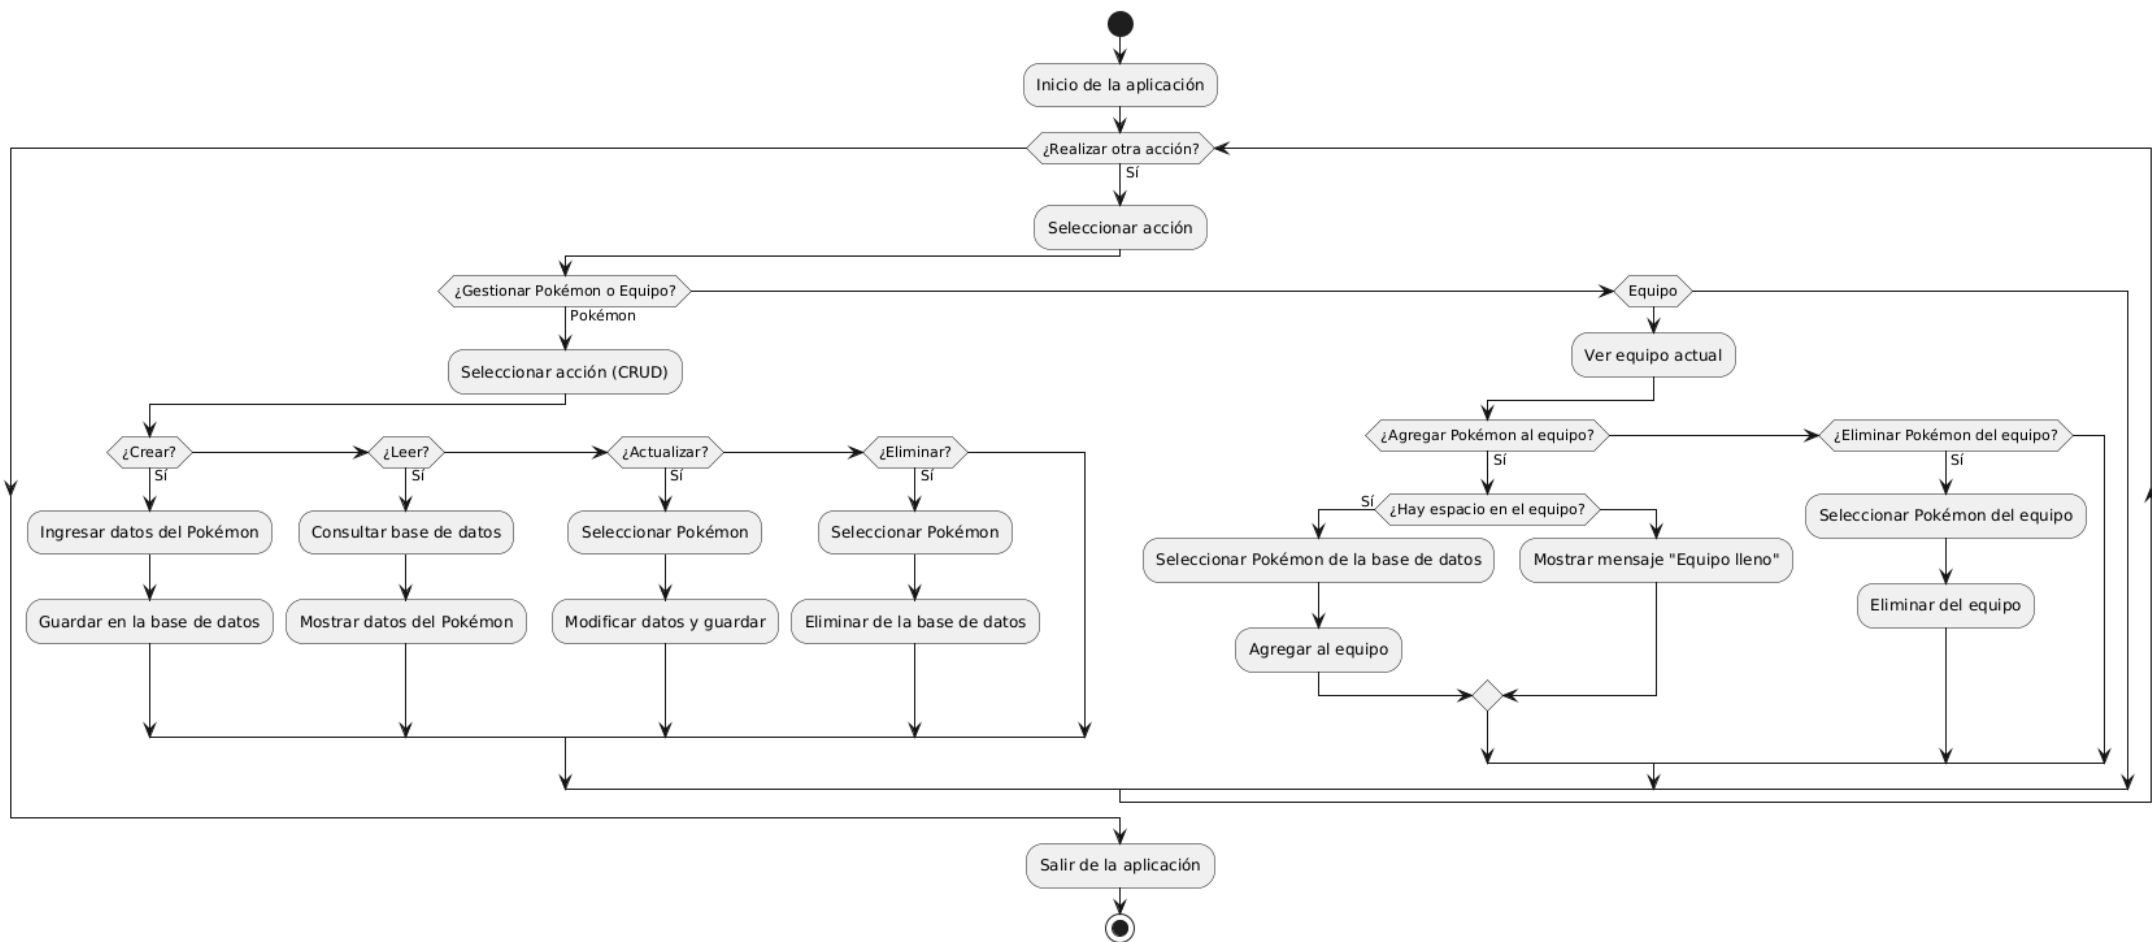 Inicio de la aplicación
¿Realizar otra acción?
Sí
Seleccionar acción
¿Gestionar Pokémon o Equipo?
Pokémon
Seleccionar acción (CRUD)
¿Crear?
Sí
Ingresar datos del Pokémon
Guardar en la base de datos
¿Leer?
Sí
Consultar base de datos
Mostrar datos del Pokémon
¿Actualizar?
Sí
Seleccionar Pokémon
Modificar datos y guardar
¿Eliminar?
Sí
Seleccionar Pokémon
Eliminar de la base de datos
Equipo
Ver equipo actual
¿Agregar Pokémon al equipo?
Sí
¿Hay espacio en el equipo?
Sí
Seleccionar Pokémon de la base de datos
Agregar al equipo
Mostrar mensaje "Equipo lleno"
¿Eliminar Pokémon del equipo?
Sí
Seleccionar Pokémon del equipo
Eliminar del equipo
Salir de la aplicación